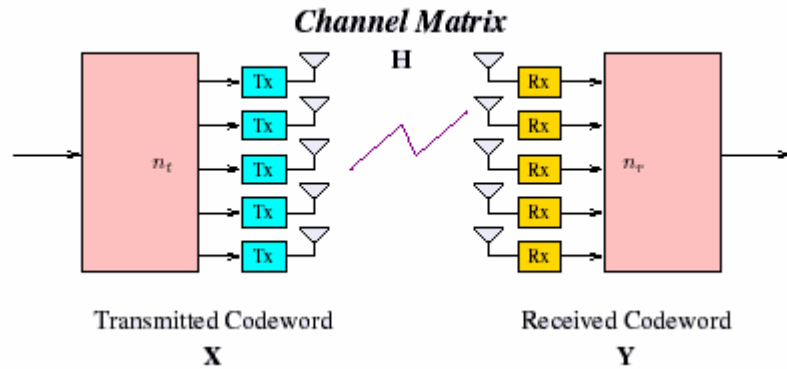 Channel Matrix
H
Tx
Tx
Tx
Tx
Tx
n_t
Rx
Rx
Rx
Rx
Rx
n_r
Transmitted Codeword
X
Received Codeword
Y